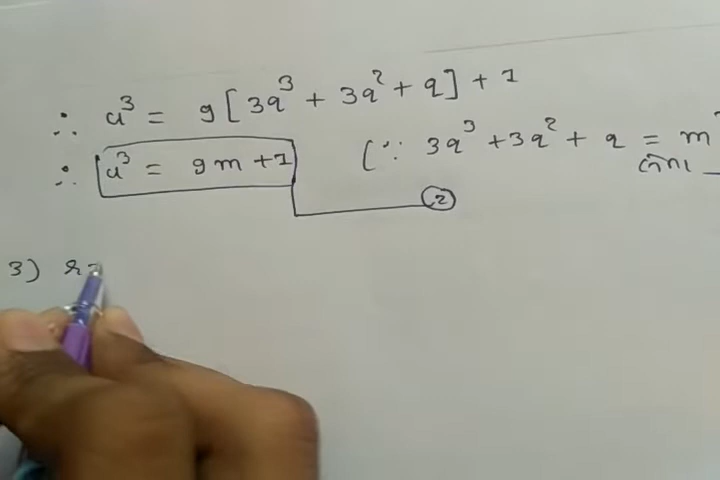 ∴ a³ = 9[3q³ + 3q² + q] + 1
∴ a³ = 9m + 1 (∵ 3q³ + 3q² + q = m
②
3)